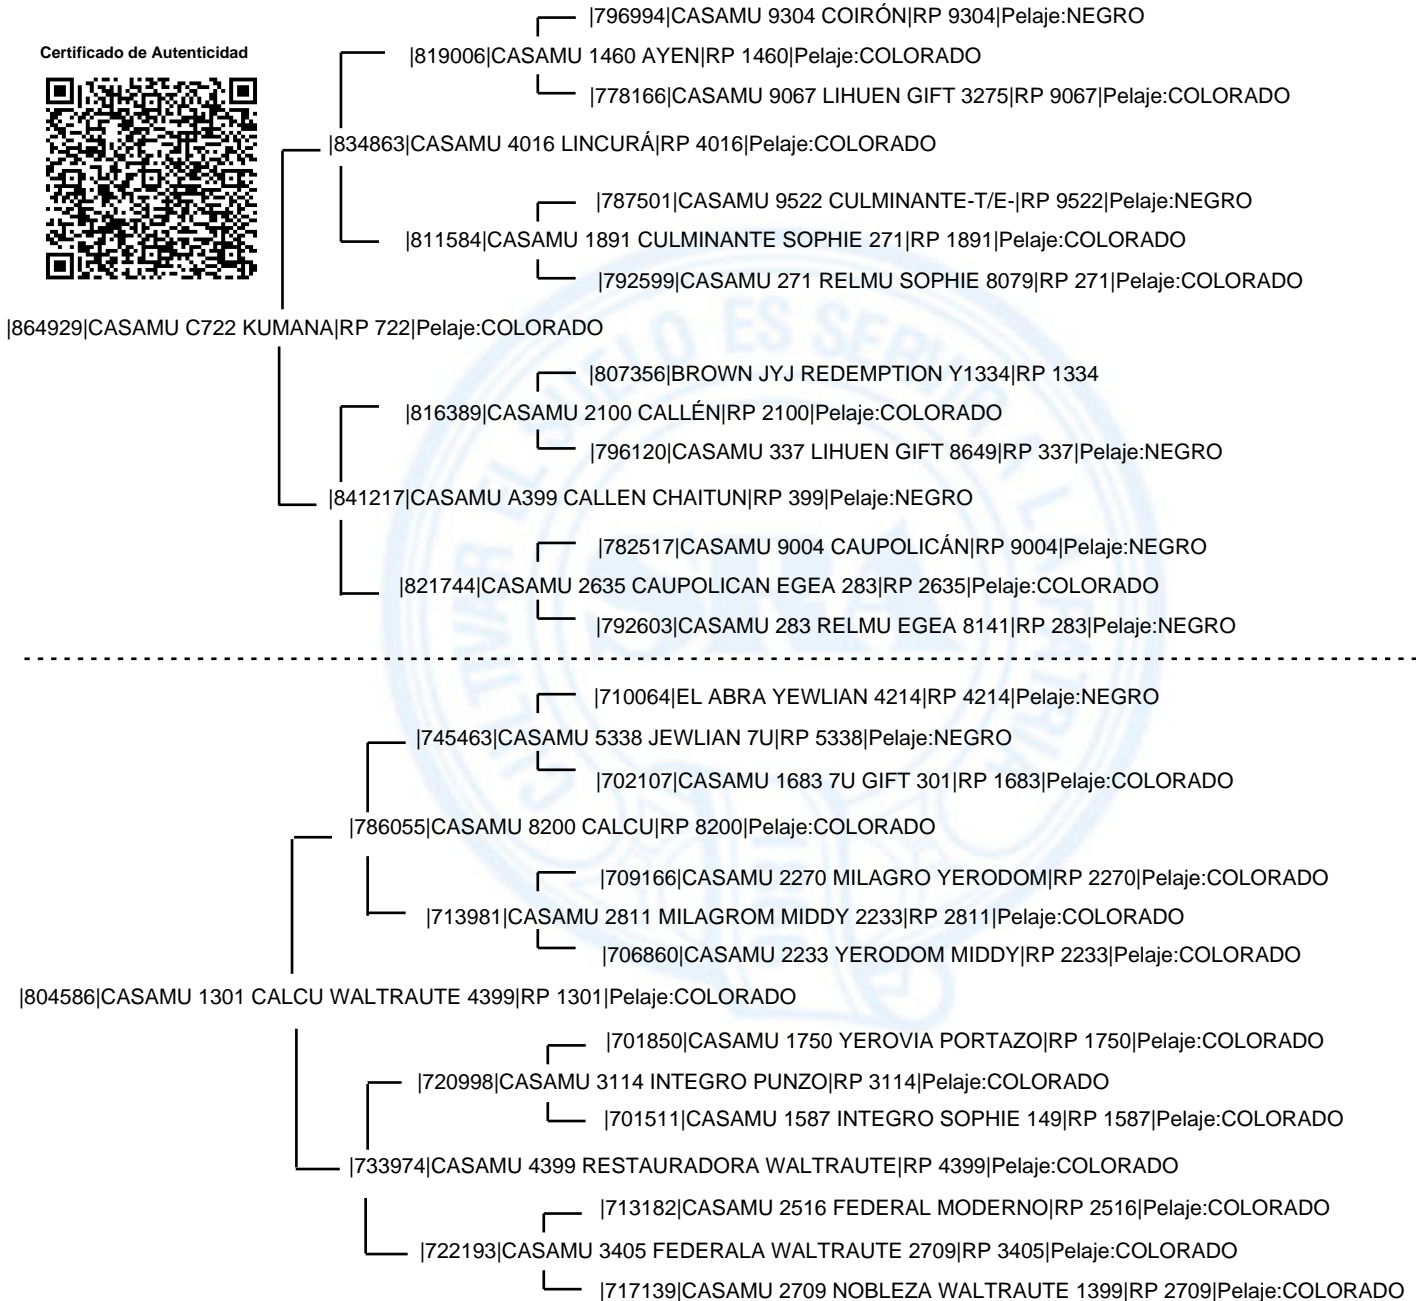 |796994|CASAMU 9304 COIRÓN|RP 9304|Pelaje:NEGRO
Certificado de Autenticidad
|819006|CASAMU 1460 AYEN|RP 1460|Pelaje:COLORADO
|778166|CASAMU 9067 LIHUEN GIFT 3275|RP 9067|Pelaje:COLORADO
|834863|CASAMU 4016 LINCURÁ|RP 4016|Pelaje:COLORADO
|787501|CASAMU 9522 CULMINANTE-T/E-|RP 9522|Pelaje:NEGRO
|811584|CASAMU 1891 CULMINANTE SOPHIE 271|RP 1891|Pelaje:COLORADO
|792599|CASAMU 271 RELMU SOPHIE 8079|RP 271|Pelaje:COLORADO
|864929|CASAMU C722 KUMANA|RP 722|Pelaje:COLORADO
|807356|BROWN JYJ REDEMPTION Y1334|RP 1334
|816389|CASAMU 2100 CALLÉN|RP 2100|Pelaje:COLORADO
|796120|CASAMU 337 LIHUEN GIFT 8649|RP 337|Pelaje:NEGRO
|841217|CASAMU A399 CALLEN CHAITUN|RP 399|Pelaje:NEGRO
|782517|CASAMU 9004 CAUPOLICÁN|RP 9004|Pelaje:NEGRO
|821744|CASAMU 2635 CAUPOLICAN EGEA 283|RP 2635|Pelaje:COLORADO
|792603|CASAMU 283 RELMU EGEA 8141|RP 283|Pelaje:NEGRO
|710064|EL ABRA YEWLIAN 4214|RP 4214|Pelaje:NEGRO
|745463|CASAMU 5338 JEWLIAN 7U|RP 5338|Pelaje:NEGRO
|702107|CASAMU 1683 7U GIFT 301|RP 1683|Pelaje:COLORADO
|786055|CASAMU 8200 CALCU|RP 8200|Pelaje:COLORADO
|709166|CASAMU 2270 MILAGRO YERODOM|RP 2270|Pelaje:COLORADO
|713981|CASAMU 2811 MILAGROM MIDDY 2233|RP 2811|Pelaje:COLORADO
|706860|CASAMU 2233 YERODOM MIDDY|RP 2233|Pelaje:COLORADO
|804586|CASAMU 1301 CALCU WALTRAUTE 4399|RP 1301|Pelaje:COLORADO
|701850|CASAMU 1750 YEROVIA PORTAZO|RP 1750|Pelaje:COLORADO
|720998|CASAMU 3114 INTEGRO PUNZO|RP 3114|Pelaje:COLORADO
|701511|CASAMU 1587 INTEGRO SOPHIE 149|RP 1587|Pelaje:COLORADO
|733974|CASAMU 4399 RESTAURADORA WALTRAUTE|RP 4399|Pelaje:COLORADO
|713182|CASAMU 2516 FEDERAL MODERNO|RP 2516|Pelaje:COLORADO
|722193|CASAMU 3405 FEDERALA WALTRAUTE 2709|RP 3405|Pelaje:COLORADO
|717139|CASAMU 2709 NOBLEZA WALTRAUTE 1399|RP 2709|Pelaje:COLORADO
CULTIVAR EL SUELO ES SERVIR A LA PATRIA
SRA